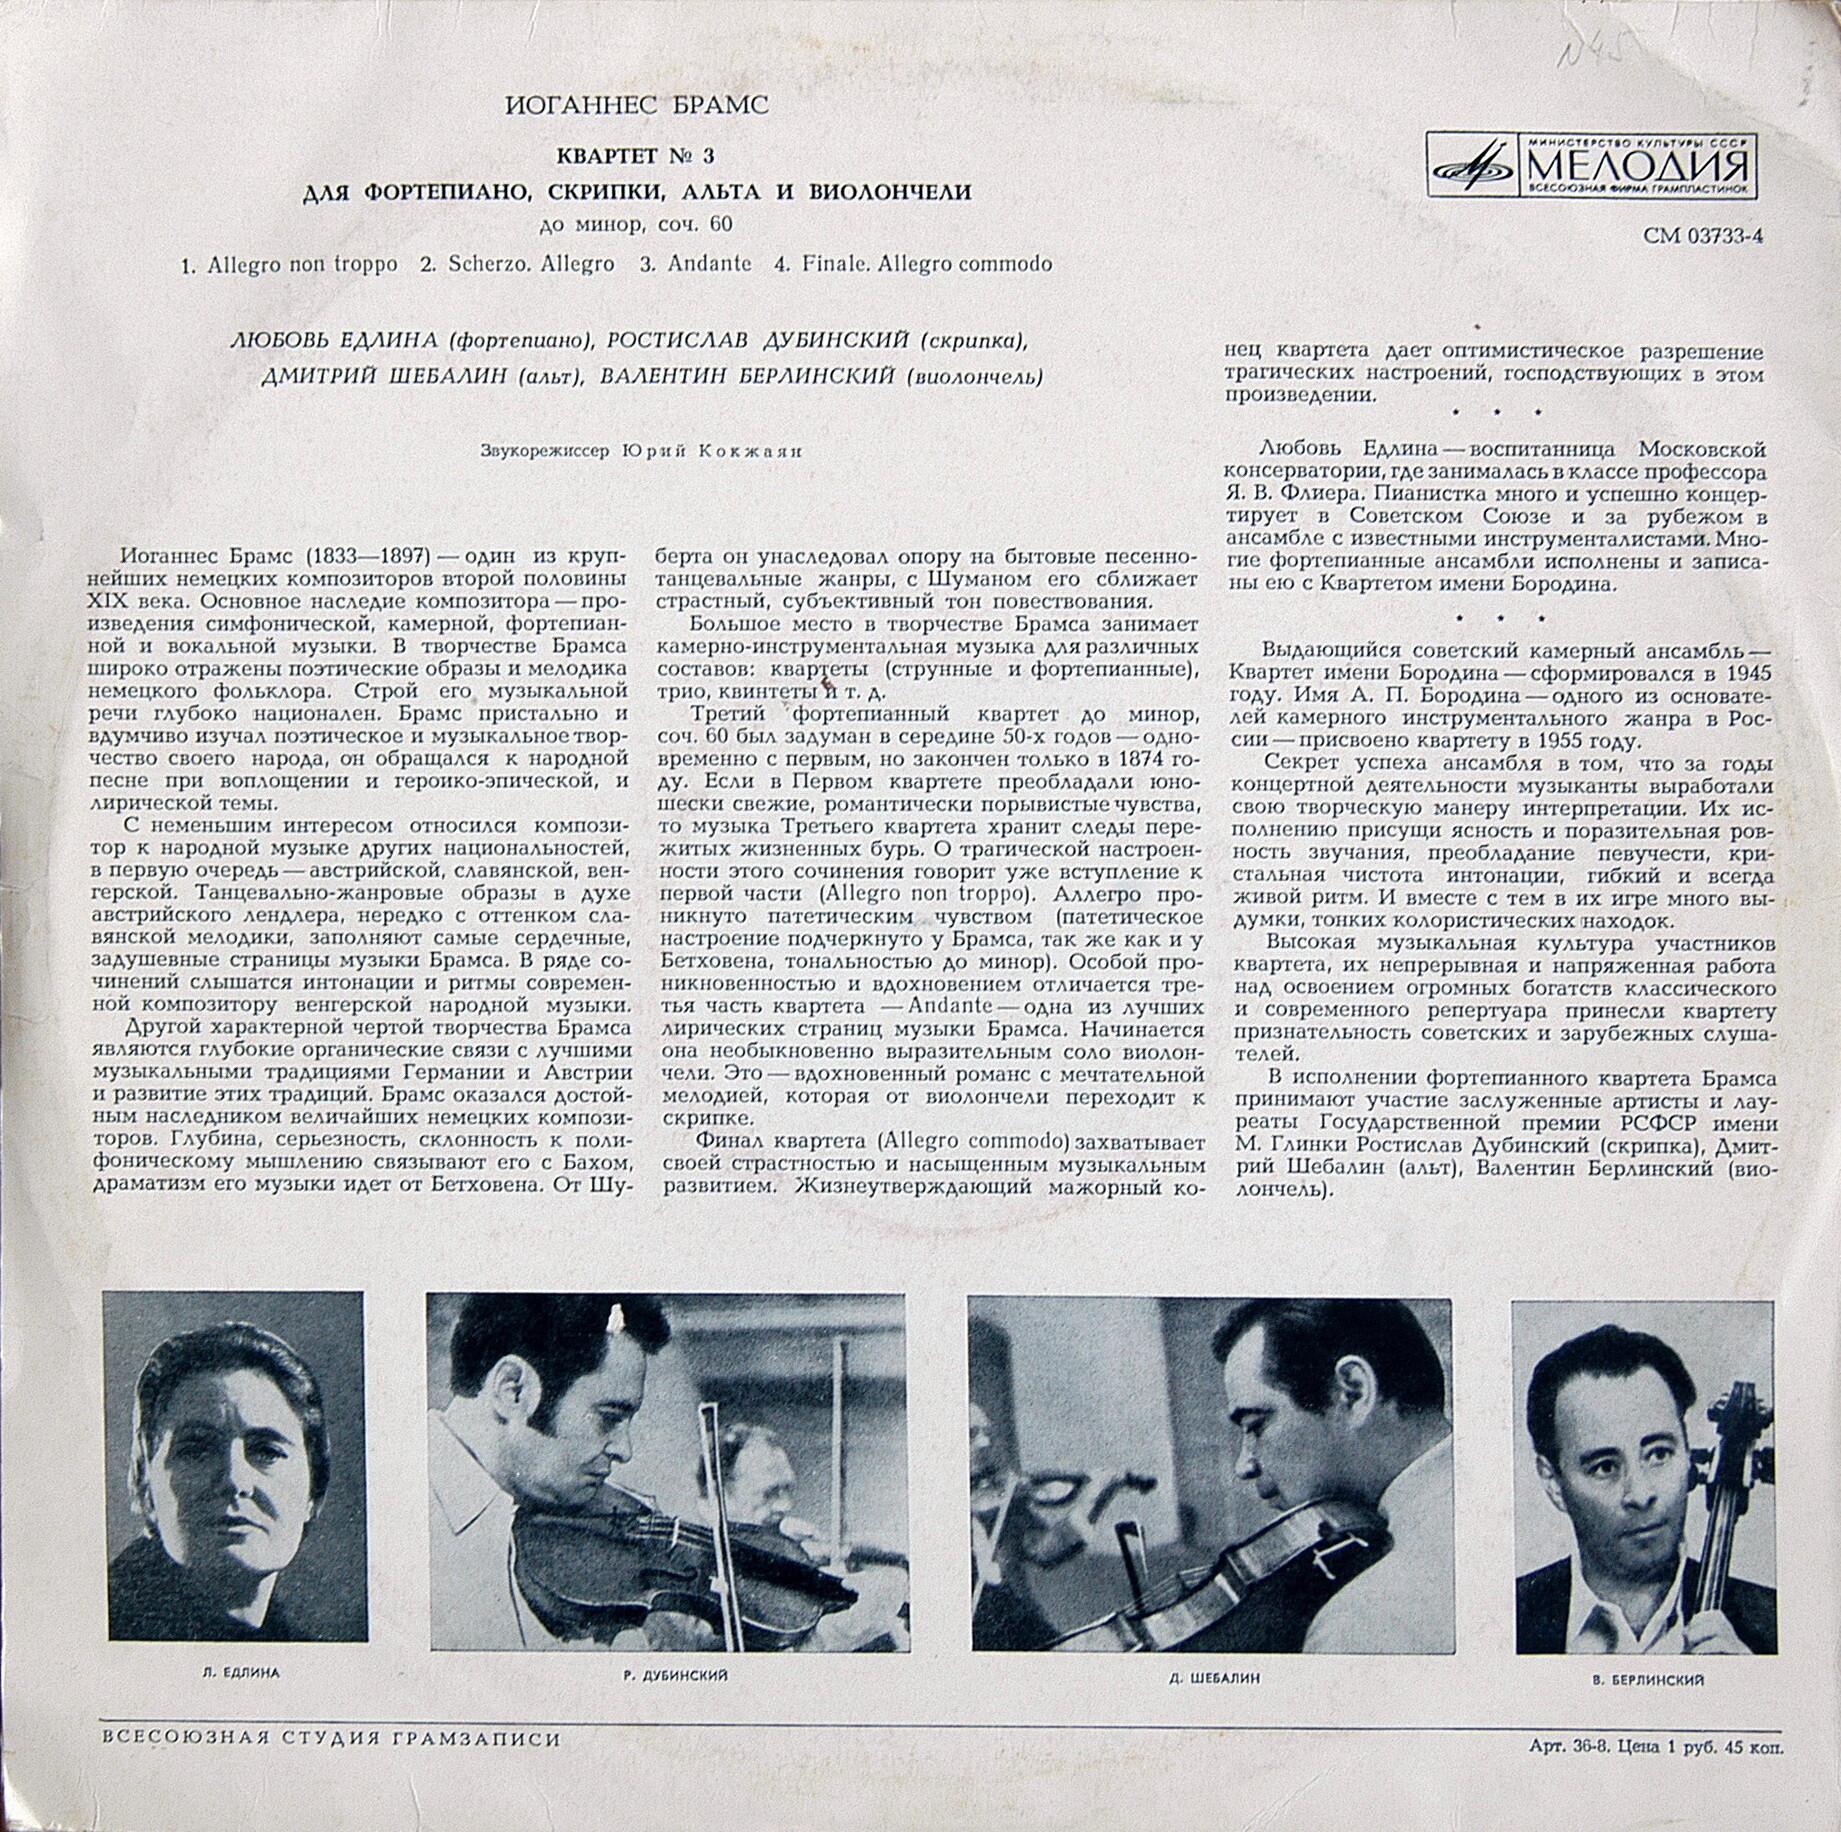 ИОГАННЕС БРАМС
КВАРТЕТ № 3
ДЛЯ ФОРТЕПИАНО, СКРИПКИ, АЛЬТА И ВИОЛОНЧЕЛИ
до минор, соч. 60
1. Allegro non troppo 2. Scherzo. Allegro 3. Andante 4. Finale. Allegro commodo
ЛЮБОВЬ ЕДЛИНА (фортепиано), РОСТИСЛАВ ДУБИНСКИЙ (скрипка),
ДМИТРИЙ ШЕБАЛИН (альт), ВАЛЕНТИН БЕРЛИНСКИЙ (виолончель)
Звукорежиссер Юрий Кокжаян
МИНИСТЕРСТВО КУЛЬТУРЫ СССР
МЕЛОДИЯ
ВСЕСОЮЗНАЯ ФИРМА ГРАМПЛАСТИНОК
СМ 03733-4
N45
Иоганнес Брамс (1833—1897) — один из круп-
нейших немецких композиторов второй половины
XIX века. Основное наследие композитора — про-
изведения симфонической, камерной, фортепиан-
ной и вокальной музыки. В творчестве Брамса
широко отражены поэтические образы и мелодика
немецкого фольклора. Строй его музыкальной
речи глубоко национален. Брамс пристально и
вдумчиво изучал поэтическое и музыкальное твор-
чество своего народа, он обращался к народной
песне при воплощении и героико-эпической, и
лирической темы.
С неменьшим интересом относился компози-
тор к народной музыке других национальностей,
в первую очередь — австрийской, славянской, вен-
герской. Танцевально-жанровые образы в духе
австрийского лендлера, нередко с оттенком сла-
вянской мелодики, заполняют самые сердечные,
задушевные страницы музыки Брамса. В ряде со-
чинений слышатся интонации и ритмы современ-
ной композитору венгерской народной музыки.
Другой характерной чертой творчества Брамса
являются глубокие органические связи с лучшими
музыкальными традициями Германии и Австрии
и развитие этих традиций. Брамс оказался достой-
ным наследником величайших немецких компози-
торов. Глубина, серьезность, склонность к поли-
фоническому мышлению связывают его с Бахом,
драматизм его музыки идет от Бетховена. От Шу-
берта он унаследовал опору на бытовые песенно-
танцевальные жанры, с Шуманом его сближает
страстный, субъективный тон повествования.
Большое место в творчестве Брамса занимает
камерно-инструментальная музыка для различных
составов: квартеты (струнные и фортепианные),
трио, квинтеты и т. д.
Третий фортепианный квартет до минор,
соч. 60 был задуман в середине 50-х годов — одно-
временно с первым, но закончен только в 1874 го-
ду. Если в Первом квартете преобладали юно-
шески свежие, романтически порывистые чувства,
то музыка Третьего квартета хранит следы пере-
житых жизненных бурь. О трагической настроен-
ности этого сочинения говорит уже вступление к
первой части (Allegro non troppo). Аллегро про-
никнуто патетическим чувством (патетическое
настроение подчеркнуто у Брамса, так же как и у
Бетховена, тональностью до минор). Особой про-
никновенностью и вдохновением отличается тре-
тья часть квартета — Andante — одна из лучших
лирических страниц музыки Брамса. Начинается
она необыкновенно выразительным соло виолон-
чели. Это — вдохновенный романс с мечтательной
мелодией, которая от виолончели переходит к
скрипке.
Финал квартета (Allegro commodo) захватывает
своей страстностью и насыщенным музыкальным
развитием. Жизнеутверждающий мажорный ко-
нец квартета дает оптимистическое разрешение
трагических настроений, господствующих в этом
произведении.
* * *
Любовь Едлина — воспитанница Московской
консерватории, где занималась в классе профессора
Я. В. Флиера. Пианистка много и успешно концер-
тирует в Советском Союзе и за рубежом в
ансамбле с известными инструменталистами. Мно-
гие фортепианные ансамбли исполнены и записа-
ны ею с Квартетом имени Бородина.
* * *
Выдающийся советский камерный ансамбль —
Квартет имени Бородина — сформировался в 1945
году. Имя А. П. Бородина — одного из основате-
лей камерного инструментального жанра в Рос-
сии — присвоено квартету в 1955 году.
Секрет успеха ансамбля в том, что за годы
концертной деятельности музыканты выработали
свою творческую манеру интерпретации. Их ис-
полнению присущи ясность и поразительная ров-
ность звучания, преобладание певучести, кри-
стальная чистота интонации, гибкий и всегда
живой ритм. И вместе с тем в их игре много вы-
думки, тонких колористических находок.
Высокая музыкальная культура участников
квартета, их непрерывная и напряженная работа
над освоением огромных богатств классического
и современного репертуара принесли квартету
признательность советских и зарубежных слуша-
телей.
В исполнении фортепианного квартета Брамса
принимают участие заслуженные артисты и лау-
реаты Государственной премии РСФСР имени
М. Глинки Ростислав Дубинский (скрипка), Дмит-
рий Шебалин (альт), Валентин Берлинский (вио-
лончель).
Л. ЕДЛИНА
Р. ДУБИНСКИЙ
Д. ШЕБАЛИН
В. БЕРЛИНСКИЙ
ВСЕСОЮЗНАЯ СТУДИЯ ГРАМЗАПИСИ
Арт. 36-8. Цена 1 руб. 45 коп.